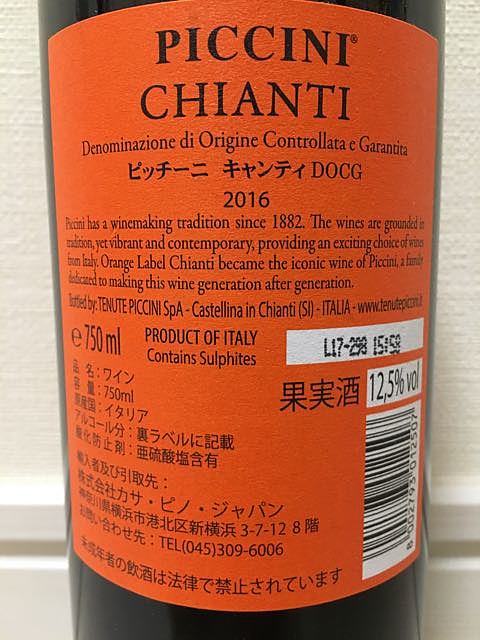 PICCINI®
CHIANTI
Denominazione di Origine Controllata e Garantita
ピッチーニ キャンティ DOCG
2016
Piccini has a winemaking tradition since 1882. The wines are grounded in
tradition, yet vibrant and contemporary, providing an exciting choice of wines
from Italy. Orange Label Chianti became the iconic wine of Piccini, a family
dedicated to making this wine generation after generation.
Bottled by: TENUTE PICCINI SpA - Castellina in Chianti (SI) - ITALIA - www.tenutepiccini.it
℮ 750 ml
PRODUCT OF ITALY
Contains Sulphites
L17-298 15:58
品 名：ワイン
容 量：750ml
原産国：イタリア
アルコール分：裏ラベルに記載
酸化防止剤：亜硫酸塩含有
果実酒
12,5% vol
輸入者及び引取先：
株式会社カサ・ピノ・ジャパン
神奈川県横浜市港北区新横浜 3-7-12 8 階
お問い合わせ先：TEL(045)309-6006
未成年者の飲酒は法律で禁止されています。
8 002793 012507